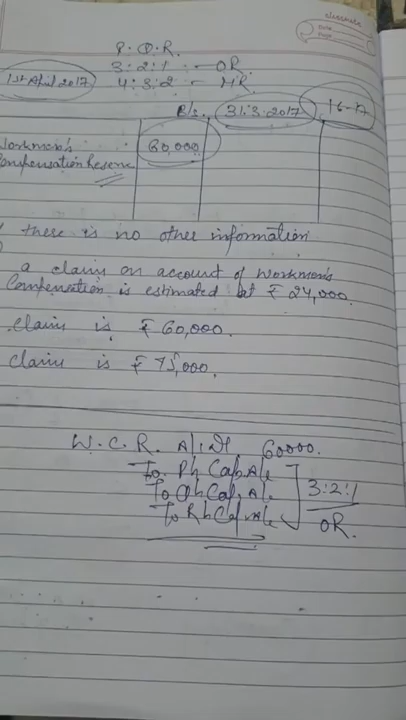 P. Q. R.
3:2:1 - OR
1st April 2017 4:3:2 - NR
B/s. 31.3.2017 16-17
Workmen's 60,000
Compensation Reserve
there is no other information
a claim on account of Workmen's
Compensation is estimated at ₹ 24,000.
claim is ₹ 60,000.
claim is ₹ 75,000.
W.C.R. A/c Dr 60000.
To P's Cap. A/c
To Q's Cap. A/c 3:2:1
To R's Cap. A/c OR.